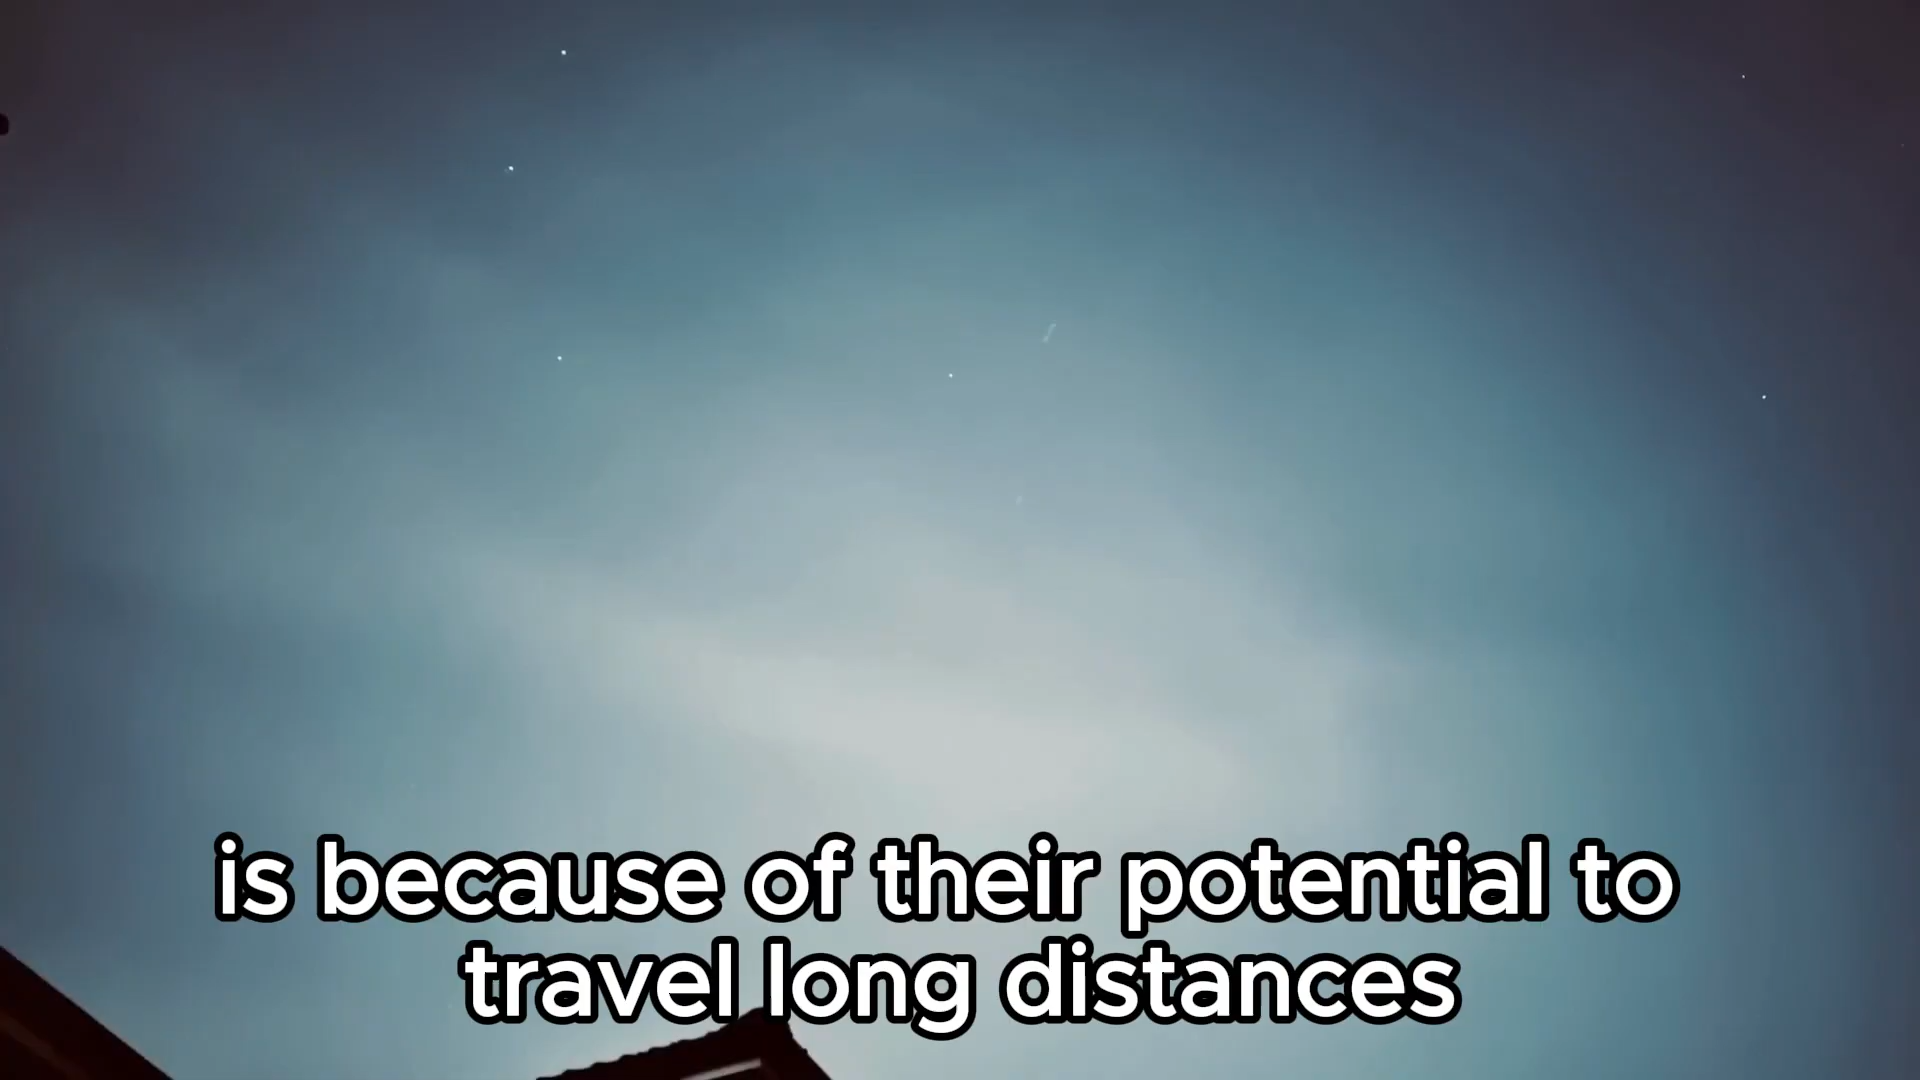 is because of their potential to
travel long distances